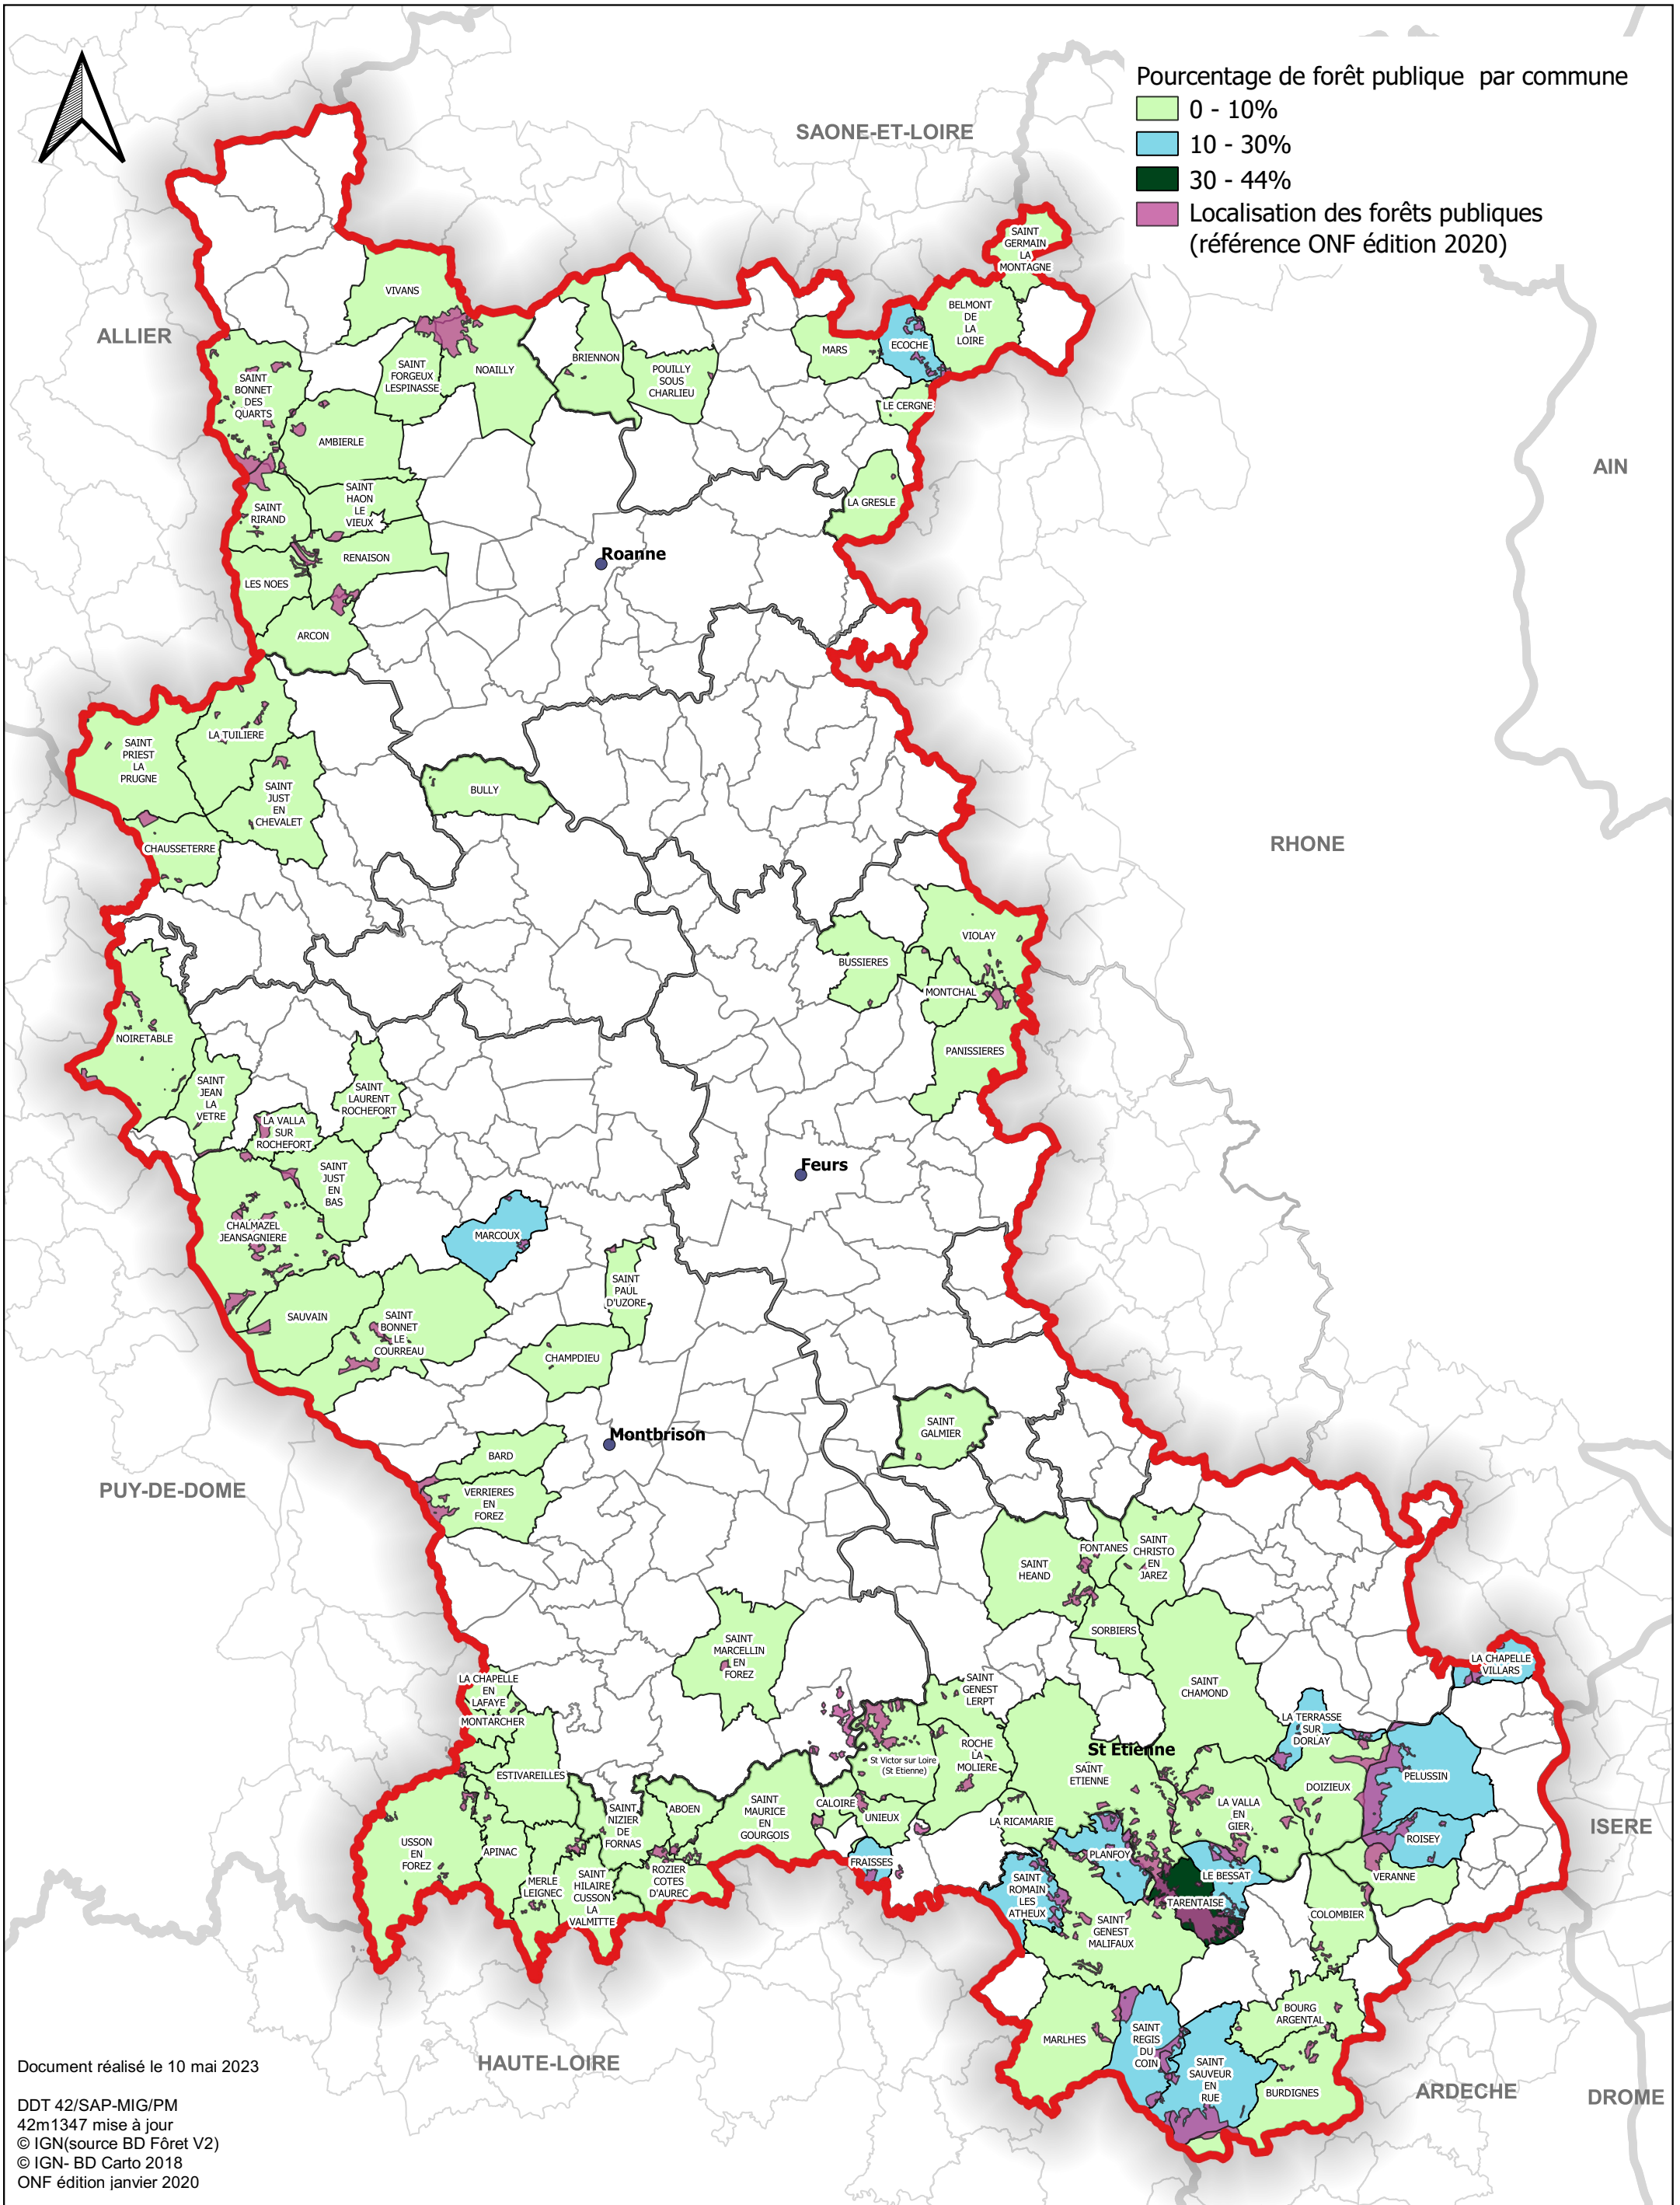 Pourcentage de forêt publique par commune
0 - 10%
10 - 30%
30 - 44%
Localisation des forêts publiques
(référence ONF édition 2020)
SAONE-ET-LOIRE
ALLIER
AIN
RHONE
PUY-DE-DOME
ISERE
HAUTE-LOIRE
ARDECHE
DROME
SAINT
GERMAIN
LA
MONTAGNE
VIVANS
BELMONT
DE
LA
LOIRE
ECOCHE
MARS
BRIENNON
POUILLY
SOUS
CHARLIEU
NOAILLY
SAINT
FORGEUX
LESPINASSE
SAINT
BONNET
DES
QUARTS
LE CERGNE
AMBIERLE
SAINT
HAON
LE
VIEUX
LA GRESLE
SAINT
RIRAND
RENAISON
Roanne
LES NOES
ARCON
LA TUILIERE
SAINT
PRIEST
LA
PRUGNE
SAINT
JUST
EN
CHEVALET
BULLY
CHAUSSETERRE
VIOLAY
BUSSIERES
MONTCHAL
NOIRETABLE
PANISSIERES
SAINT
JEAN
LA
VETRE
SAINT
LAURENT
ROCHEFORT
LA VALLA
SUR
ROCHEFORT
Feurs
SAINT
JUST
EN
BAS
CHALMAZEL
JEANSAGNIERE
MARCOUX
SAINT
PAUL
D'UZORE
SAUVAIN
SAINT
BONNET
LE
COURREAU
CHAMPDIEU
SAINT
GALMIER
Montbrison
BARD
VERRIERES
EN
FOREZ
SAINT
HEAND
FONTANES
SAINT
CHRISTO
EN
JAREZ
SORBIERS
SAINT
MARCELLIN
EN
FOREZ
LA CHAPELLE
VILLARS
LA CHAPELLE
EN
LAFAYE
SAINT
GENEST
LERPT
SAINT
CHAMOND
MONTARCHER
LA TERRASSE
SUR
DORLAY
St Etienne
ROCHE
LA
MOLIERE
St Victor sur Loire
(St Etienne)
ESTIVAREILLES
SAINT
ETIENNE
PELUSSIN
DOIZIEUX
CALOIRE
ABOEN
SAINT
MAURICE
EN
GOURGOIS
UNIEUX
LA RICAMARIE
LA VALLA
EN
GIER
SAINT
NIZIER
DE
FORNAS
ROISEY
USSON
EN
FOREZ
APINAC
PLANFOY
FRAISSES
LE BESSAT
VERANNE
MERLE
LEIGNEC
SAINT
HILAIRE
CUSSON
LA
VALMITTE
ROZIER
COTES
D'AUREC
SAINT
ROMAIN
LES
ATHEUX
TARENTAISE
COLOMBIER
SAINT
GENEST
MALIFAUX
BOURG
ARGENTAL
MARLHES
SAINT
REGIS
DU
COIN
SAINT
SAUVEUR
EN
RUE
BURDIGNES
Document réalisé le 10 mai 2023
DDT 42/SAP-MIG/PM
42m1347 mise à jour
© IGN(source BD Fôret V2)
© IGN- BD Carto 2018
ONF édition janvier 2020